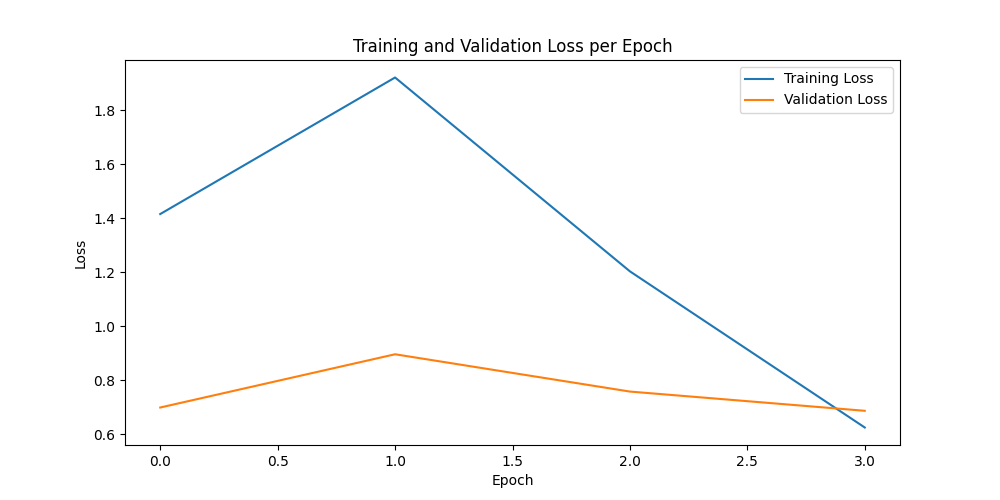 Training and Validation Loss per Epoch
Training Loss
Validation Loss
Loss
1.8
1.6
1.4
1.2
1.0
0.8
0.6
0.0 0.5 1.0 1.5 2.0 2.5 3.0
Epoch